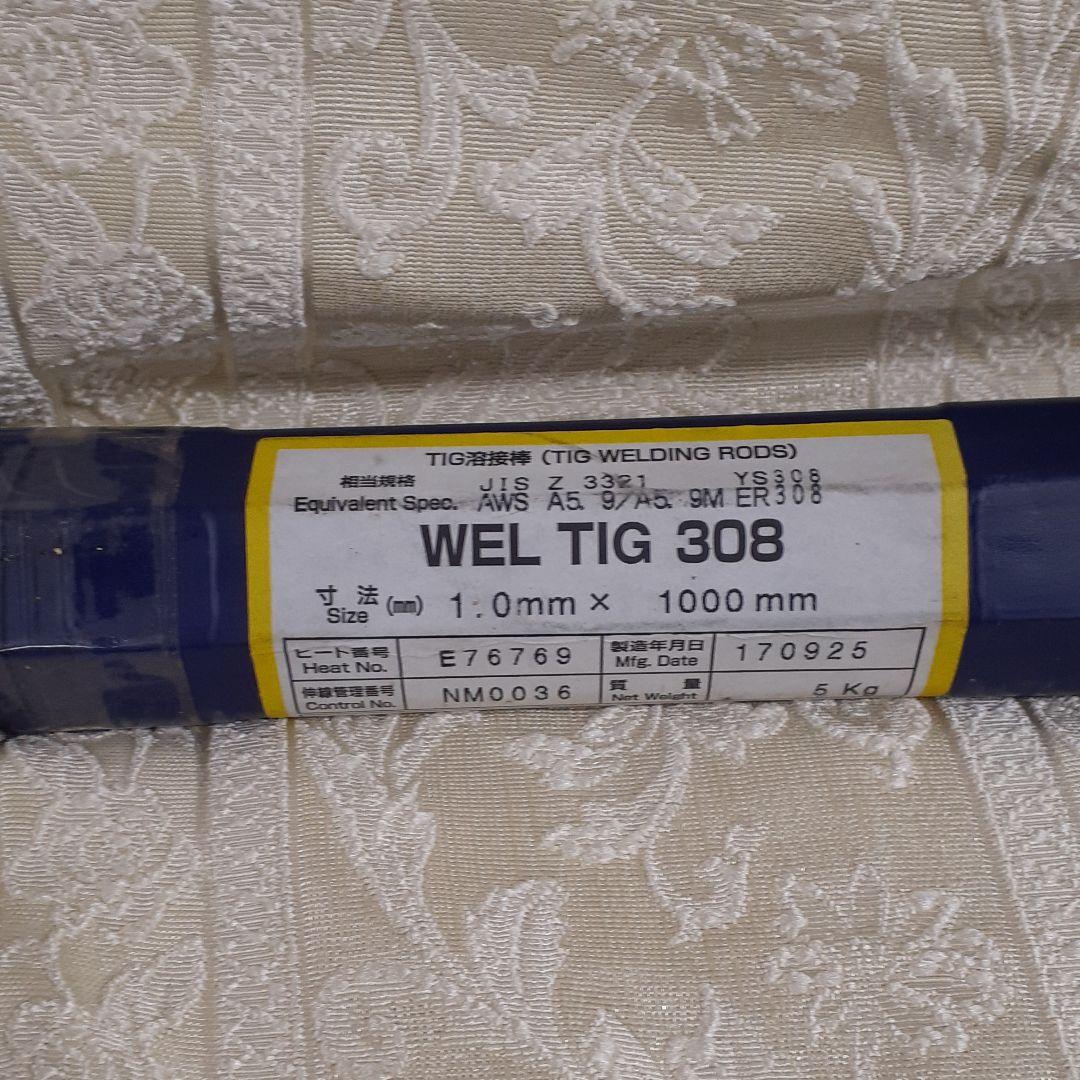 TIG溶接棒 (TIG WELDING RODS)
相当規格 JIS Z 3321 YS308
Equivalent Spec. AWS A5. 9/A5. 9M ER308
WEL TIG 308
寸法 Size (mm) 1.0mm × 1000mm
ヒート番号 Heat No. E76769 製造年月日 Mfg. Date 170925
伸線管理番号 Control No. NM0036 質量 Net Weight 5 Kg